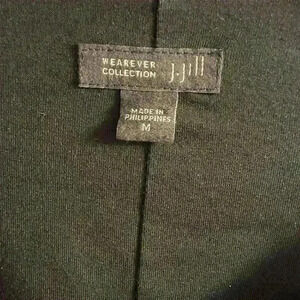 WEAREVER
COLLECTION
J.Jill
MADE IN
PHILIPPINES
M